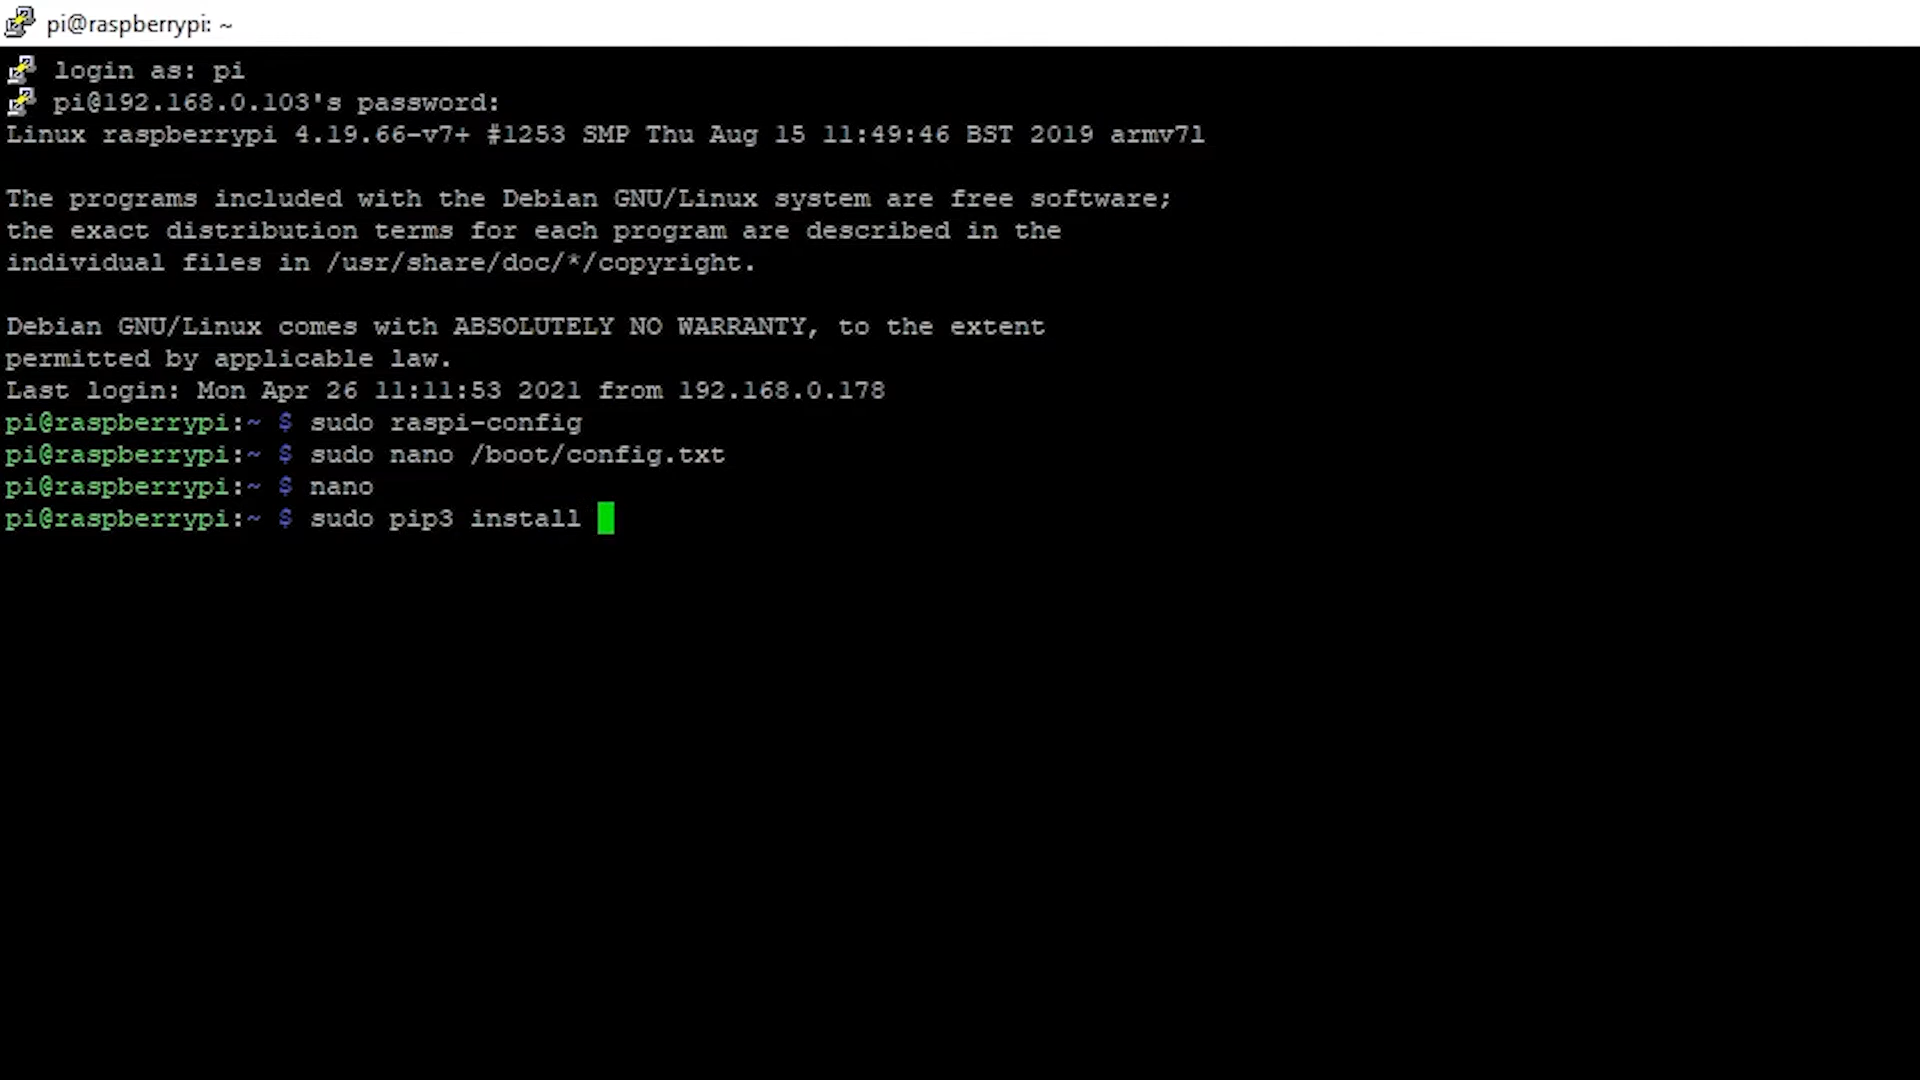 pi@raspberrypi: ~
login as: pi
pi@192.168.0.103's password:
Linux raspberrypi 4.19.66-v7+ #1253 SMP Thu Aug 15 11:49:46 BST 2019 armv7l
The programs included with the Debian GNU/Linux system are free software;
the exact distribution terms for each program are described in the
individual files in /usr/share/doc/*/copyright.
Debian GNU/Linux comes with ABSOLUTELY NO WARRANTY, to the extent
permitted by applicable law.
Last login: Mon Apr 26 11:11:53 2021 from 192.168.0.178
pi@raspberrypi:~ $ sudo raspi-config
pi@raspberrypi:~ $ sudo nano /boot/config.txt
pi@raspberrypi:~ $ nano
pi@raspberrypi:~ $ sudo pip3 install